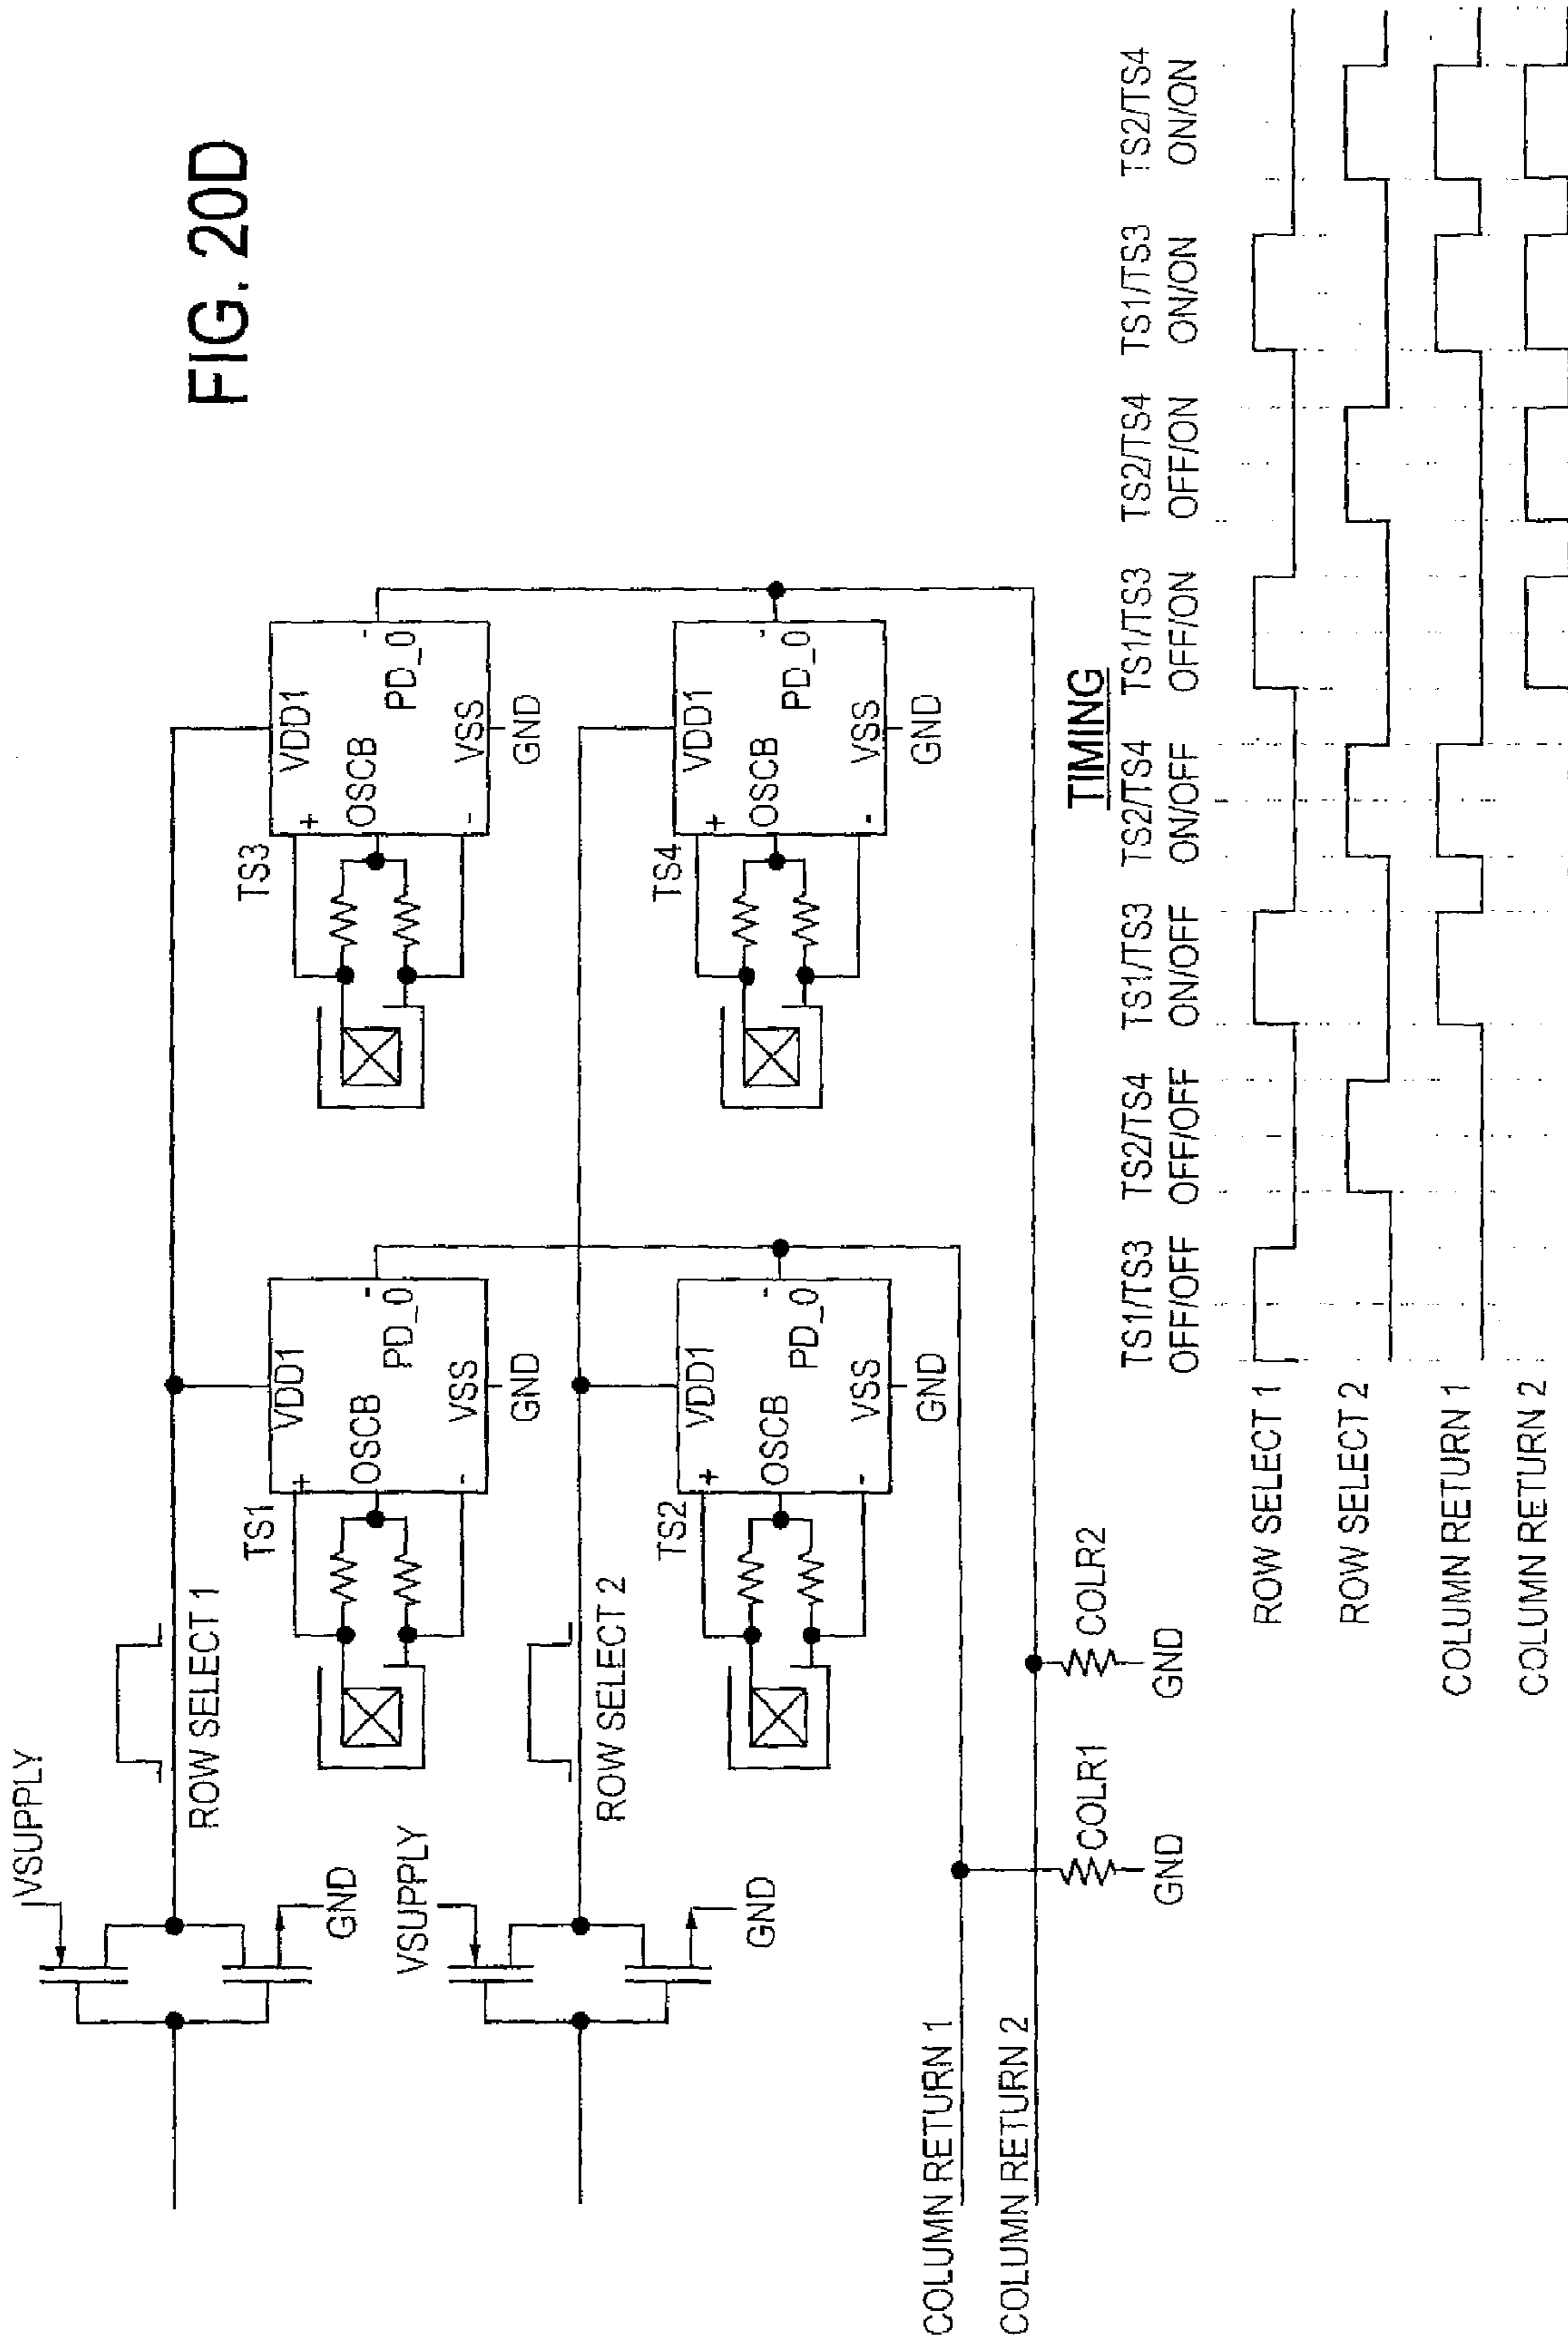 FIG. 20D
VSUPPLY
ROW SELECT 1
GND
TS1
+
VDD1
OSCB
-
PD_0
-
VSS
GND
TS3
+
VDD1
OSCB
-
PD_0
-
VSS
GND
VSUPPLY
ROW SELECT 2
GND
TS2
+
VDD1
OSCB
-
PD_0
-
VSS
GND
TS4
+
VDD1
OSCB
-
PD_0
-
VSS
GND
COLUMN RETURN 1
COLUMN RETURN 2
COLR1
GND
COLR2
GND
TIMING
TS1/TS3 TS2/TS4 TS1/TS3 TS2/TS4 TS1/TS3 TS2/TS4 TS1/TS3 TS2/TS4
OFF/OFF OFF/OFF ON/OFF ON/OFF OFF/ON OFF/ON ON/ON ON/ON
ROW SELECT 1
ROW SELECT 2
COLUMN RETURN 1
COLUMN RETURN 2